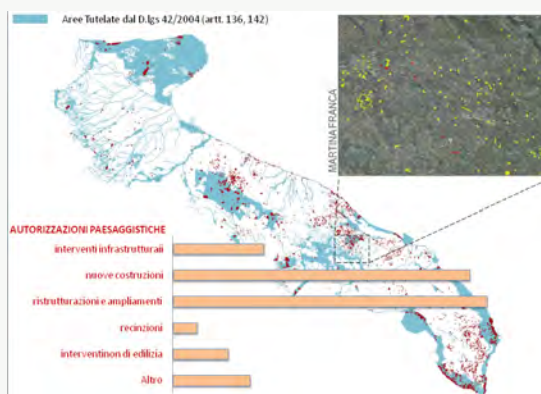 Aree Tutelate dal D.lgs 42/2004 (artt. 136, 142)
MARTINA FRANCA
AUTORIZZAZIONI PAESAGGISTICHE
interventi infrastrutturali
nuove costruzioni
ristrutturazioni e ampliamenti
recinzioni
interventinon di edilizia
Altro